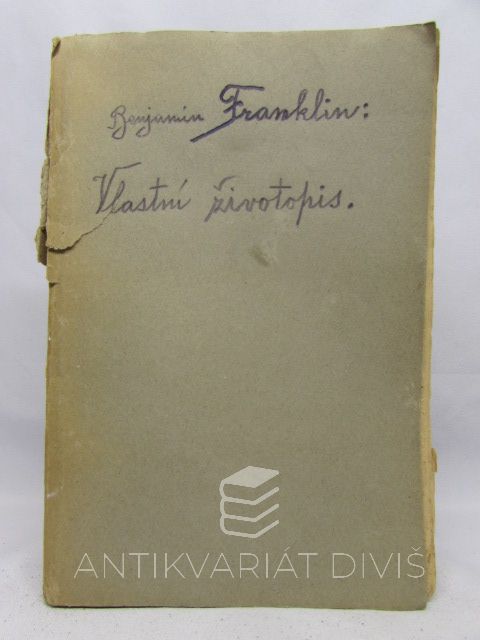 Benjamin Franklin:
Vlastní životopis.
ANTIKVARIÁT DIVIŠ